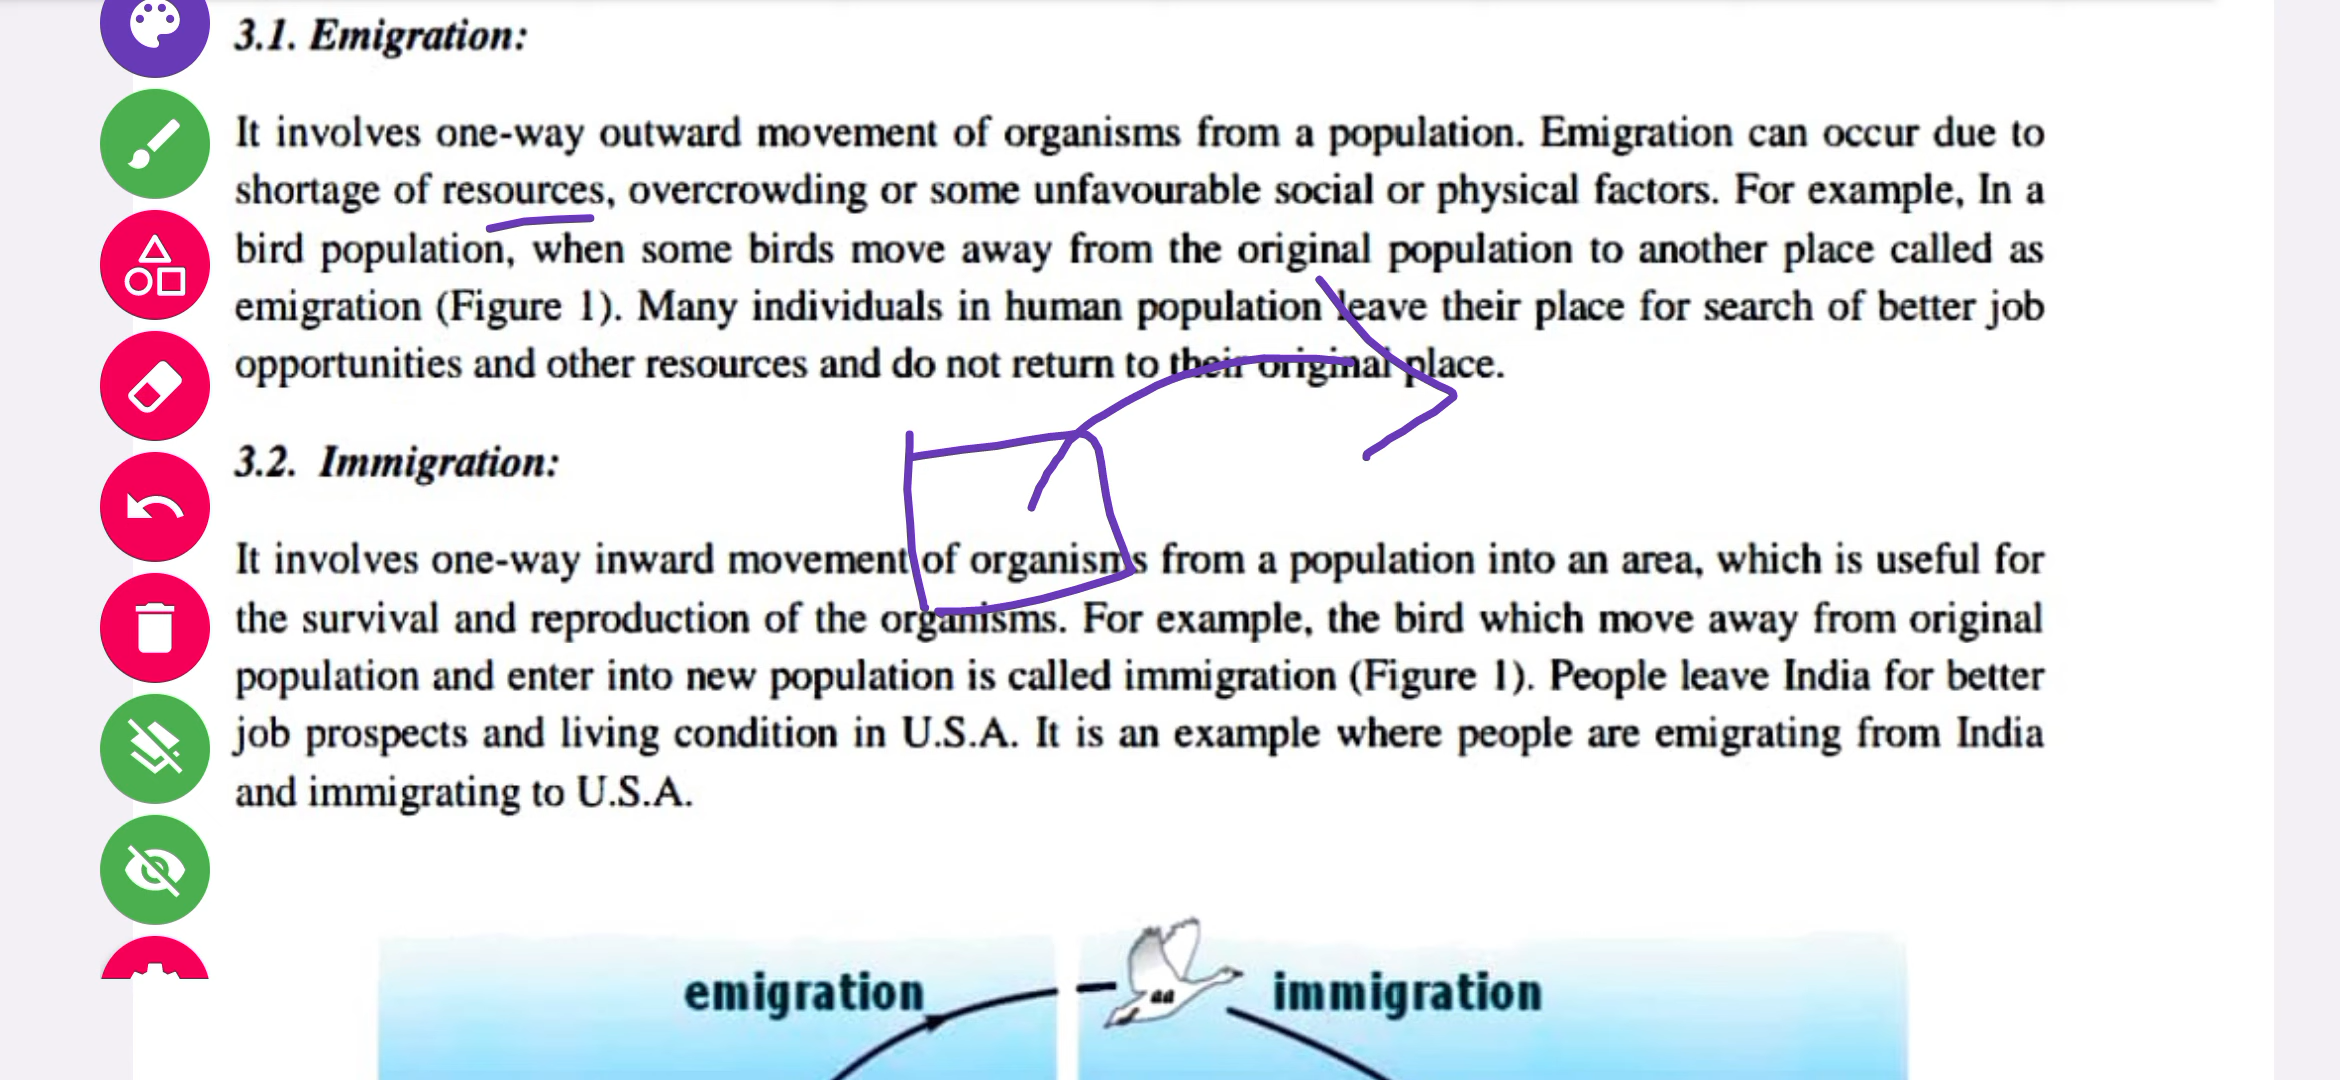 3.1. Emigration:
It involves one-way outward movement of organisms from a population. Emigration can occur due to
shortage of resources, overcrowding or some unfavourable social or physical factors. For example, In a
bird population, when some birds move away from the original population to another place called as
emigration (Figure 1). Many individuals in human population leave their place for search of better job
opportunities and other resources and do not return to their original place.
3.2. Immigration:
It involves one-way inward movement of organisms from a population into an area, which is useful for
the survival and reproduction of the organisms. For example, the bird which move away from original
population and enter into new population is called immigration (Figure 1). People leave India for better
job prospects and living condition in U.S.A. It is an example where people are emigrating from India
and immigrating to U.S.A.
emigration immigration